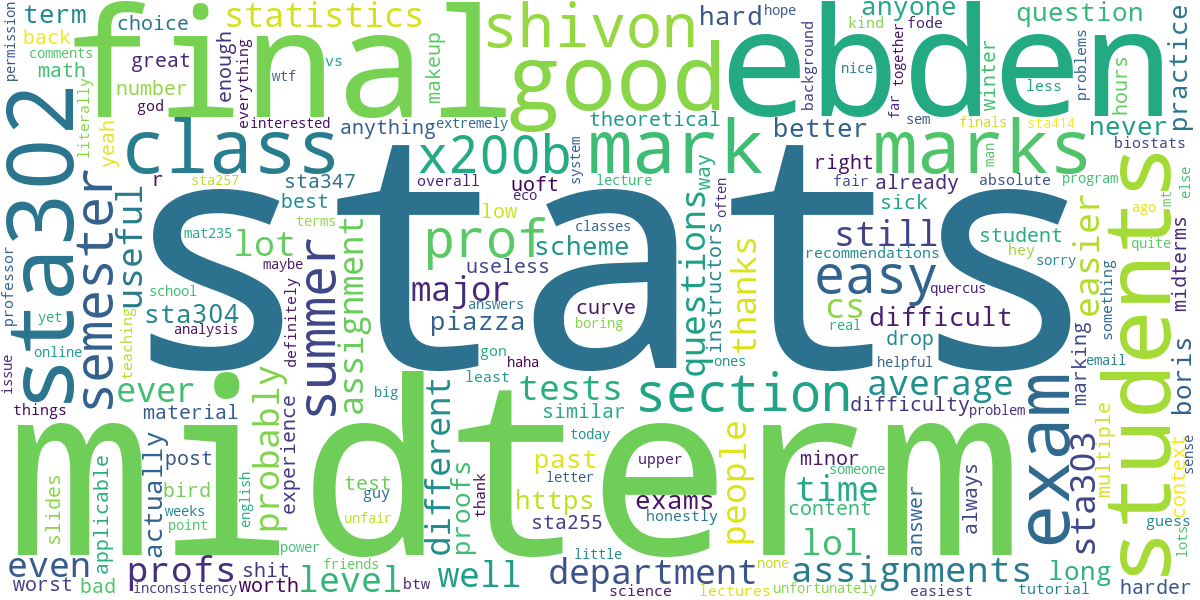 permission
term
back
comments
math
literally
yeah
final
choice
great
number
god
enough
everything
wtf
statistics
vs
makeup
shivon
good
hard
hope
anyone
kind
fode
nice
background
far together
ebden
question
winter
less
problems
hours
practice
sta302
class
einterested
anything
extremely
x200b
theoretical
system
mark
better
sem
finals
marks
man
sta414
never
biostats
semester
useful
r
sta257
sta347
best
terms
overall
eco
uoft
low
lecture
classes
way
often
right
fair
already
absolute
program
sick
mt
else
mat235
lot
maybe
prof
scheme
useless
questions
instructors
thanks
still
recommendations
student
hey
sorry
easier
ago
quite
students
professor
issue
yet
online
school
sta304
analysis
teaching
definitely
summer
assignment
stats
major
answers
piazza
curve
boring
gon
haha
easy
quercus
cs
real
difficult
drop
helpful
ones
something
midterms
email
marking
boris
things
ever
material
probably
experience
big
least
different
tests
similar
today
section
average
difficulty
problem
exam
multiple
sense
context
midterm
slides
applicable
actually
post
bird
weeks
point
english
test
guy
unfair
proofs
thank
past
letter
https
sta255
upper
exams
honestly
people
minor
someone
time
content
answer
always
sta303
guess
lots
even
worst
bad
profs
inconsistency
shit
worth
power
friends
level
btw
well
little
department
science
lectures
none
lol
assignments
unfortunately
easiest
long
tutorial
harder